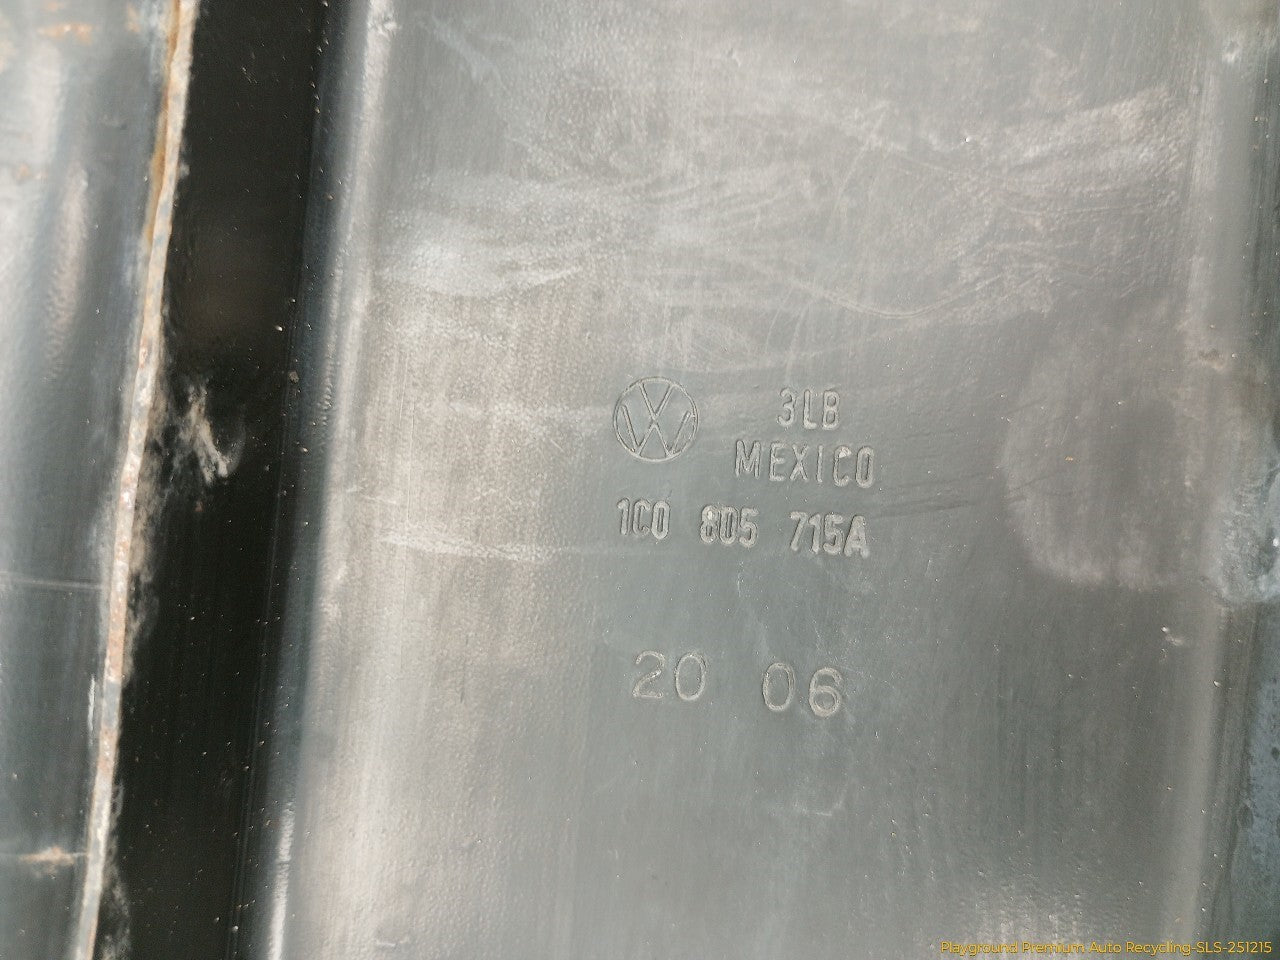 3LB
MEXICO
1C0 805 715A
20 06
Playground Premium Auto Recycling-SLS-251215